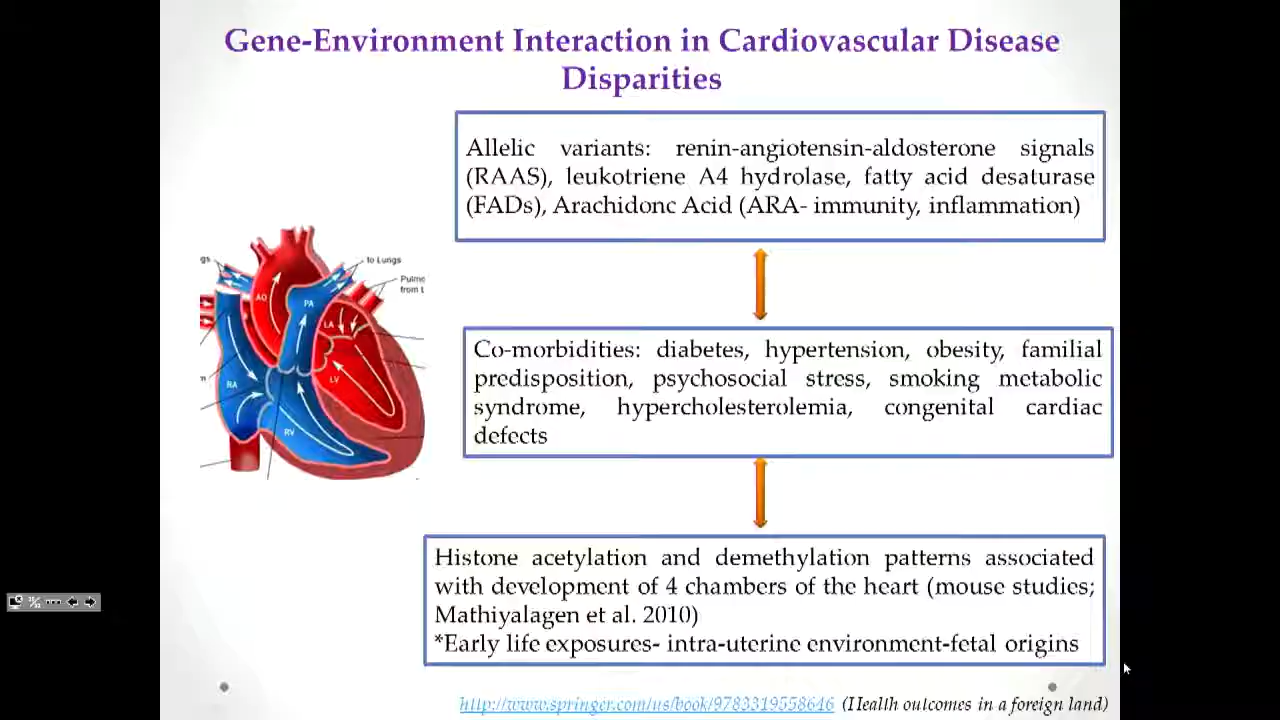 Gene-Environment Interaction in Cardiovascular Disease
Disparities
Allelic variants: renin-angiotensin-aldosterone signals
(RAAS), leukotriene A4 hydrolase, fatty acid desaturase
(FADs), Arachidonc Acid (ARA- immunity, inflammation)
gs
to Lungs
Pulmo
from L
AO
PA
LA
LV
RA
RV
m
Co-morbidities: diabetes, hypertension, obesity, familial
predisposition, psychosocial stress, smoking metabolic
syndrome, hypercholesterolemia, congenital cardiac
defects
Histone acetylation and demethylation patterns associated
with development of 4 chambers of the heart (mouse studies;
Mathiyalagen et al. 2010)
*Early life exposures- intra-uterine environment-fetal origins
http://www.springer.com/us/book/9783319558646 (Health outcomes in a foreign land)